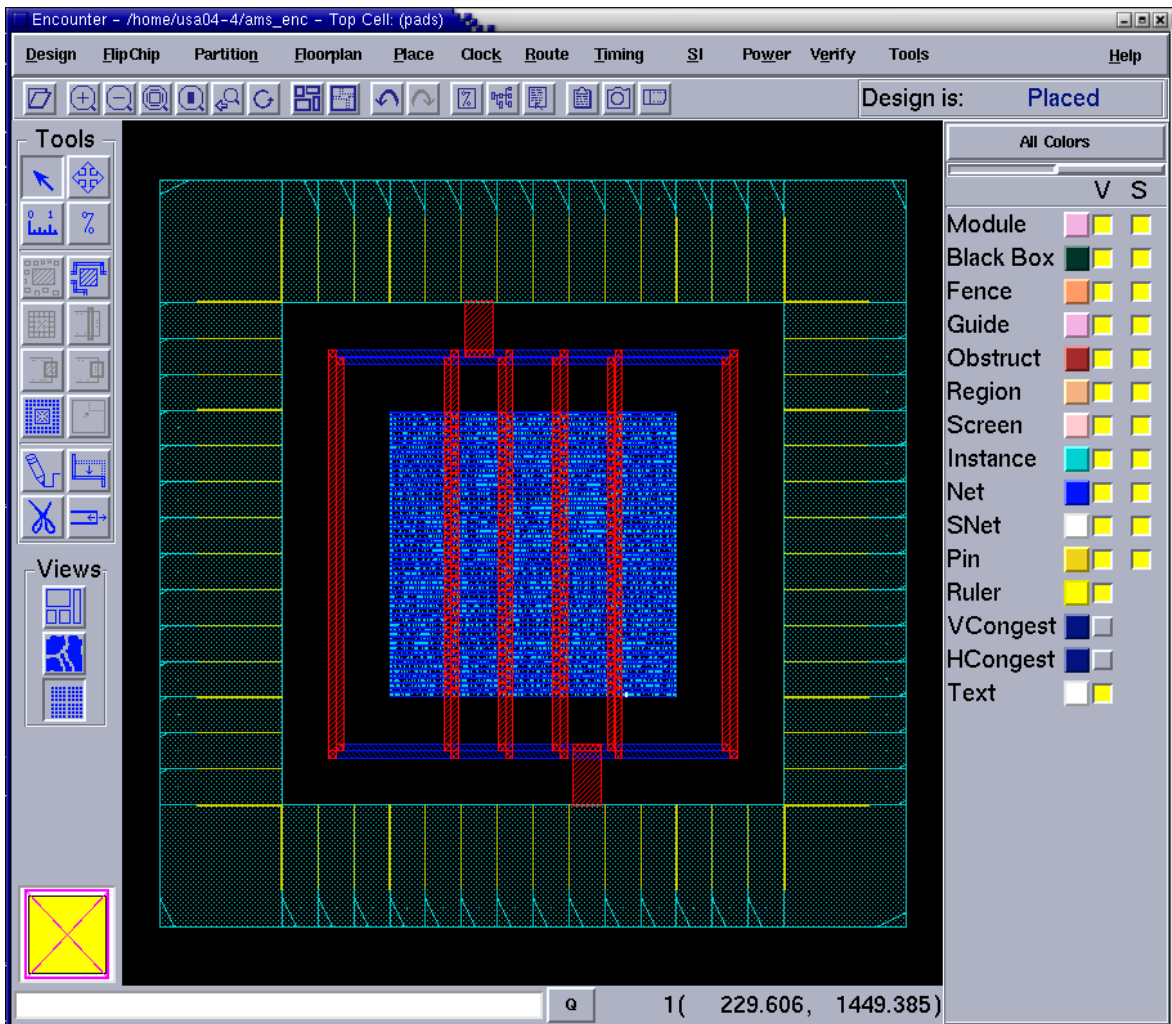 Encounter - /home/usa04-4/ams_enc - Top Cell: (pads)
Design FlipChip Partition Floorplan Place Clock Route Timing SI Power Verify Tools Help
Design is: Placed
Tools
0 1
%
Views
All Colors
V S
Module
Black Box
Fence
Guide
Obstruct
Region
Screen
Instance
Net
SNet
Pin
Ruler
VCongest
HCongest
Text
Q 1( 229.606, 1449.385)